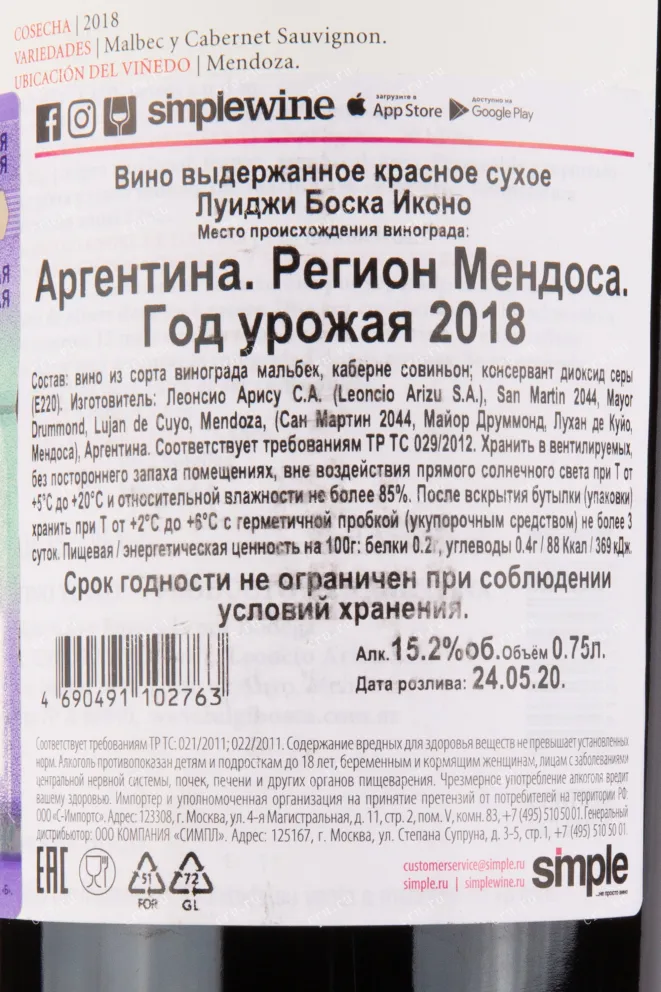 COSECHA | 2018
VARIEDADES | Malbec y Cabernet Sauvignon.
UBICACIÓN DEL VIÑEDO | Mendoza.
simplewine загрузите в App Store доступно на Google Play
Вино выдержанное красное сухое
Луиджи Боска Иконо
Место происхождения винограда:
Аргентина. Регион Мендоса.
Год урожая 2018
Состав: вино из сорта винограда мальбек, каберне совиньон; консервант диоксид серы
(E220). Изготовитель: Леонсио Арису С.А. (Leoncio Arizu S.A.), San Martin 2044, Mayor
Drummond, Lujan de Cuyo, Mendoza, (Сан Мартин 2044, Майор Друммонд, Лухан де Куйо,
Мендоса), Аргентина. Соответствует требованиям ТР ТС 029/2012. Хранить в вентилируемых,
без постороннего запаха помещениях, вне воздействия прямого солнечного света при Т от
+5°С до +20°С и относительной влажности не более 85%. После вскрытия бутылки (упаковки)
хранить при Т от +2°С до +6°С с герметичной пробкой (укупорочным средством) не более 3
суток. Пищевая / энергетическая ценность на 100г: белки 0.2г, углеводы 0.4г / 88 Ккал / 369 кДж.
Срок годности не ограничен при соблюдении
условий хранения.
Алк. 15.2% об. Объём 0.75л.
Дата розлива: 24.05.20.
4 690491 102763
Соответствует требованиям ТР ТС: 021/2011; 022/2011. Содержание вредных для здоровья веществ не превышает установленных
норм. Алкоголь противопоказан детям и подросткам до 18 лет, беременным и кормящим женщинам, лицам с заболеваниями
центральной нервной системы, почек, печени и других органов пищеварения. Чрезмерное употребление алкоголя вредит
вашему здоровью. Импортер и уполномоченная организация на принятие претензий от потребителей на территории РФ:
ООО «С-Импорто». Адрес: 123308, г. Москва, ул. 4-я Магистральная, д. 11, стр. 2, пом. V, комн. 83, +7 (495) 510 50 01. Генеральный
дистрибьютор: ООО КОМПАНИЯ «СИМПЛ». Адрес: 125167, г. Москва, ул. Степана Супруна, д. 3-5, стр. 1, +7 (495) 510 50 01.
EAC 51 FOR 72 GL
customerservice@simple.ru
simple.ru | simplewine.ru
simple
...не просто вино